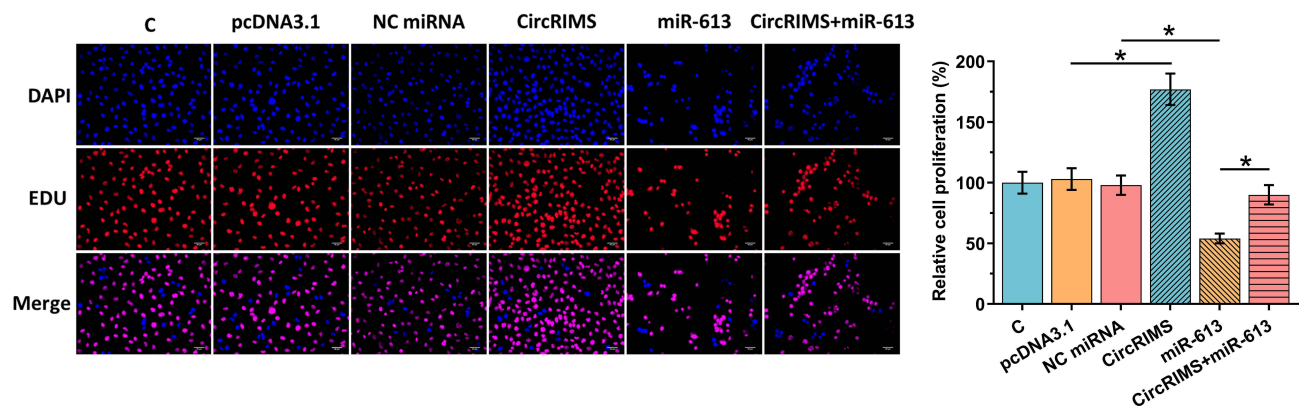 C pcDNA3.1 NC miRNA CircRIMS miR-613 CircRIMS+miR-613
DAPI
EDU
Merge
Relative cell proliferation (%)
200
150
100
50
0
*
*
*
C
pcDNA3.1
NC miRNA
CircRIMS
miR-613
CircRIMS+miR-613